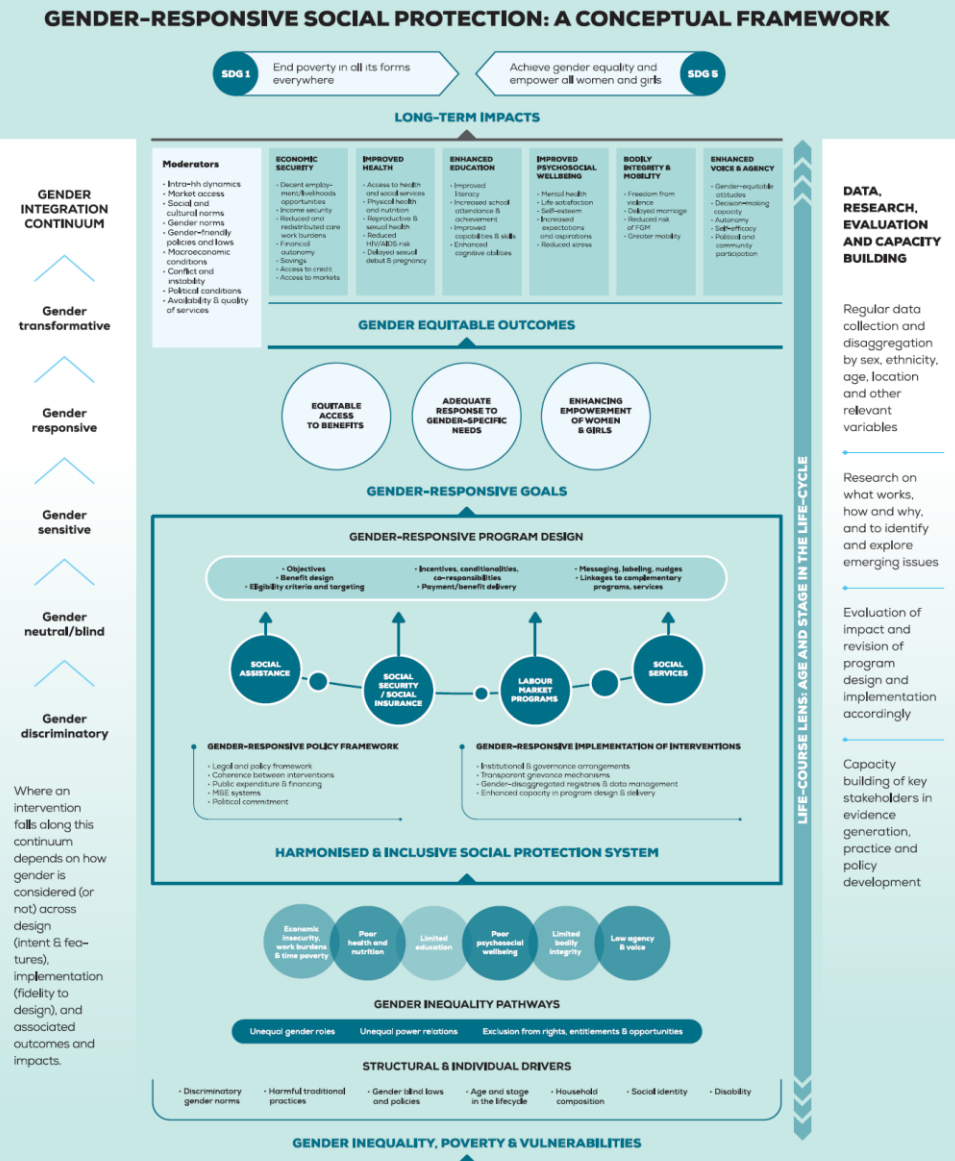 GENDER-RESPONSIVE SOCIAL PROTECTION: A CONCEPTUAL FRAMEWORK
SDG 1
End poverty in all its forms
everywhere
Achieve gender equality and
empower all women and girls
SDG 5
LONG-TERM IMPACTS
GENDER
INTEGRATION
CONTINUUM
Gender
transformative
Gender
responsive
Gender
sensitive
Gender
neutral/blind
Gender
discriminatory
Where an
intervention
falls along this
continuum
depends on how
gender is
considered (or
not) across
design
(intent & fea-
tures),
implementation
(fidelity to
design), and
associated
outcomes and
impacts.
Moderators
• Intra-hh dynamics
• Market access
• Social and
cultural norms
• Gender norms
• Gender-friendly
policies and laws
• Macroeconomic
conditions
• Conflict and
instability
• Political conditions
• Availability & quality
of services
ECONOMIC
SECURITY
• Decent employ-
ment/livelihoods
opportunities
• Income security
• Reduced and
redistributed care
work burdens
• Financial
autonomy
• Savings
• Access to credit
• Access to markets
IMPROVED
HEALTH
• Access to health
and social services
• Physical health
and nutrition
• Reproductive &
sexual health
• Reduced
HIV/AIDS risk
• Delayed sexual
debut & pregnancy
ENHANCED
EDUCATION
• Improved
literacy
• Increased school
attendance &
achievement
• Improved
capabilities & skills
• Enhanced
cognitive abilities
IMPROVED
PSYCHOSOCIAL
WELLBEING
• Mental health
• Life satisfaction
• Self-esteem
• Increased
expectations
and aspirations
• Reduced stress
BODILY
INTEGRITY &
MOBILITY
• Freedom from
violence
• Delayed marriage
• Reduced risk
of FGM
• Greater mobility
ENHANCED
VOICE & AGENCY
• Gender-equitable
attitudes
• Decision-making
capacity
• Autonomy
• Self-efficacy
• Political and
community
participation
GENDER EQUITABLE OUTCOMES
EQUITABLE
ACCESS
TO BENEFITS
ADEQUATE
RESPONSE TO
GENDER-SPECIFIC
NEEDS
ENHANCING
EMPOWERMENT
OF WOMEN
& GIRLS
GENDER-RESPONSIVE GOALS
GENDER-RESPONSIVE PROGRAM DESIGN
• Objectives
• Benefit design
• Eligibility criteria and targeting
• Incentives, conditionalities,
co-responsibilities
• Payment/benefit delivery
• Messaging, labeling, nudges
• Linkages to complementary
programs, services
SOCIAL
ASSISTANCE
SOCIAL
SECURITY
/ SOCIAL
INSURANCE
LABOUR
MARKET
PROGRAMS
SOCIAL
SERVICES
GENDER-RESPONSIVE POLICY FRAMEWORK
• Legal and policy framework
• Coherence between interventions
• Public expenditure & financing
• M&E systems
• Political commitment
GENDER-RESPONSIVE IMPLEMENTATION OF INTERVENTIONS
• Institutional & governance arrangements
• Transparent grievance mechanisms
• Gender-disaggregated registries & data management
• Enhanced capacity in program design & delivery
HARMONISED & INCLUSIVE SOCIAL PROTECTION SYSTEM
Economic
insecurity,
work burdens
& time poverty
Poor
health and
nutrition
Limited
education
Poor
psychosocial
wellbeing
Limited
bodily
integrity
Low agency
& voice
GENDER INEQUALITY PATHWAYS
Unequal gender roles
Unequal power relations
Exclusion from rights, entitlements & opportunities
STRUCTURAL & INDIVIDUAL DRIVERS
• Discriminatory
gender norms
• Harmful traditional
practices
• Gender blind laws
and policies
• Age and stage
in the lifecycle
• Household
composition
• Social identity
• Disability
GENDER INEQUALITY, POVERTY & VULNERABILITIES
LIFE-COURSE LENS: AGE AND STAGE IN THE LIFE-CYCLE
DATA,
RESEARCH,
EVALUATION
AND CAPACITY
BUILDING
Regular data
collection and
disaggregation
by sex, ethnicity,
age, location
and other
relevant
variables
Research on
what works,
how and why,
and to identify
and explore
emerging issues
Evaluation of
impact and
revision of
program
design and
implementation
accordingly
Capacity
building of key
stakeholders in
evidence
generation,
practice and
policy
development